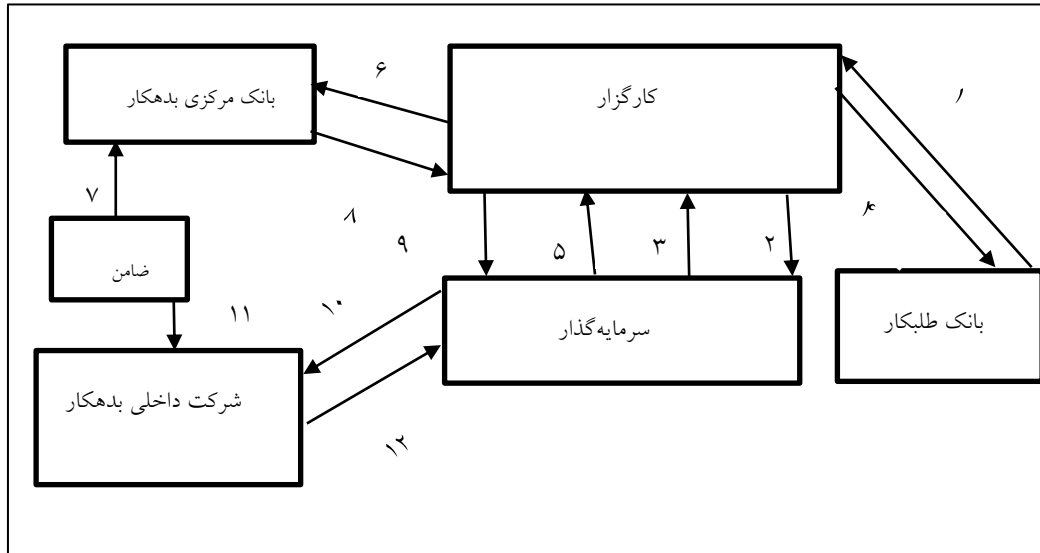 ۶
بانک مرکزی بدهکار
کارگزار
۱
۷
۸
۹
۵
۳
۲
۴
ضامن
۱۱
۱۰
سرمایه‌گذار
بانک طلبکار
شرکت داخلی بدهکار
۱۲